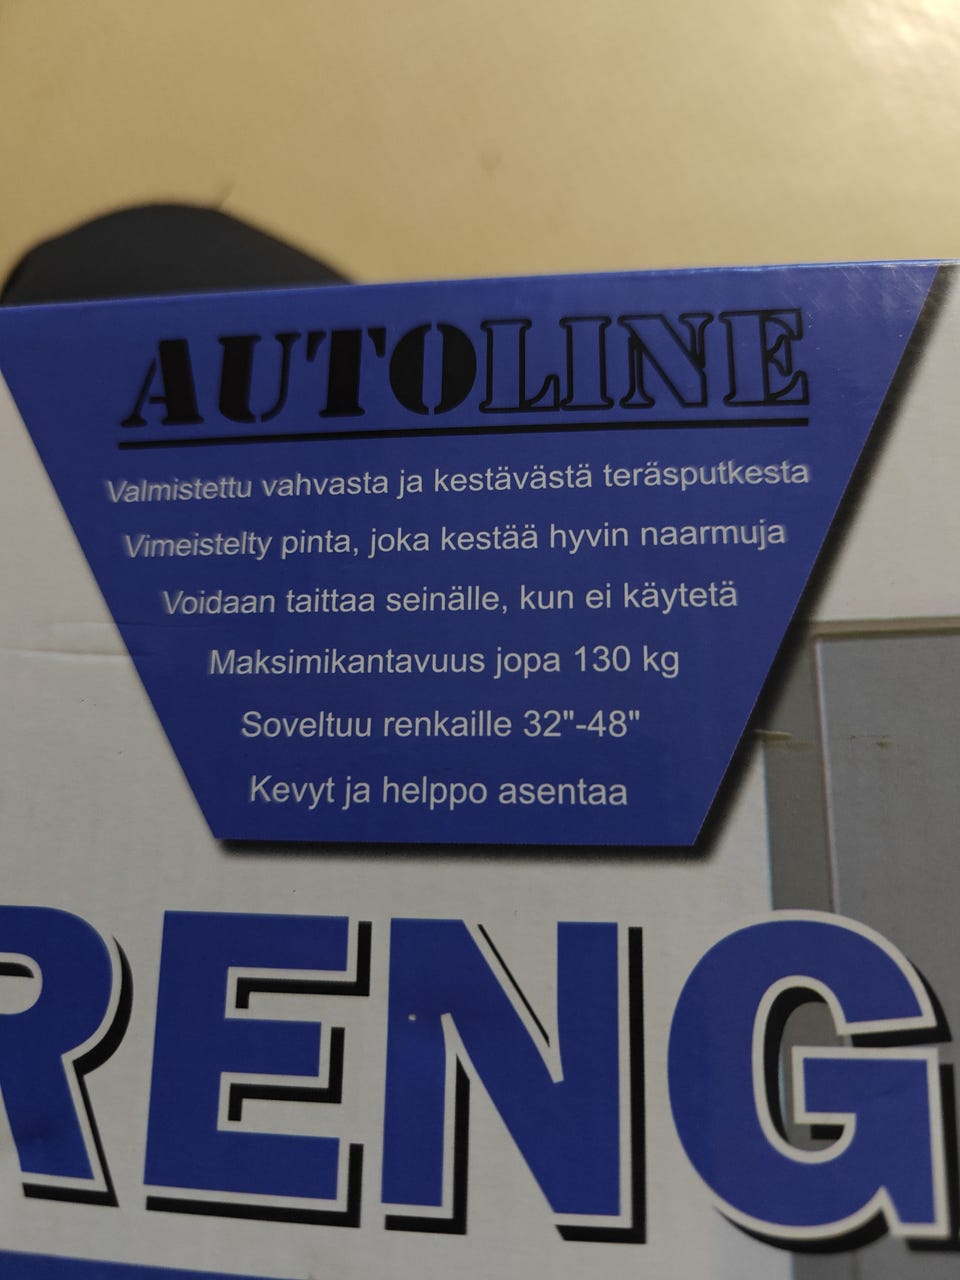 AUTOLINE
Valmistettu vahvasta ja kestävästä teräsputkesta
Vimeistelty pinta, joka kestää hyvin naarmuja
Voidaan taittaa seinälle, kun ei käytetä
Maksimikantavuus jopa 130 kg
Soveltuu renkaille 32"-48"
Kevyt ja helppo asentaa
RENG